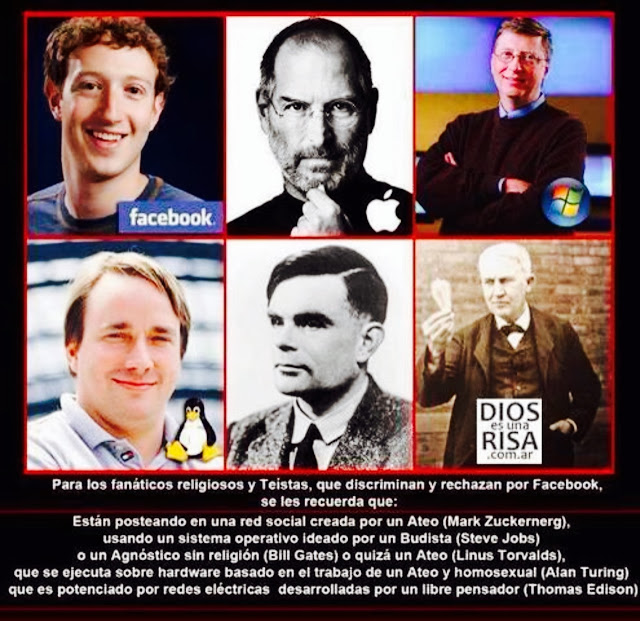 facebook
DIOS
es una
RISA
.com.ar
Para los fanáticos religiosos y Teistas, que discriminan y rechazan por Facebook,
se les recuerda que:
Están posteando en una red social creada por un Ateo (Mark Zuckernerg),
usando un sistema operativo ideado por un Budista (Steve Jobs)
o un Agnóstico sin religión (Bill Gates) o quizá un Ateo (Linus Torvalds),
que se ejecuta sobre hardware basado en el trabajo de un Ateo y homosexual (Alan Turing)
que es potenciado por redes eléctricas desarrolladas por un libre pensador (Thomas Edison)